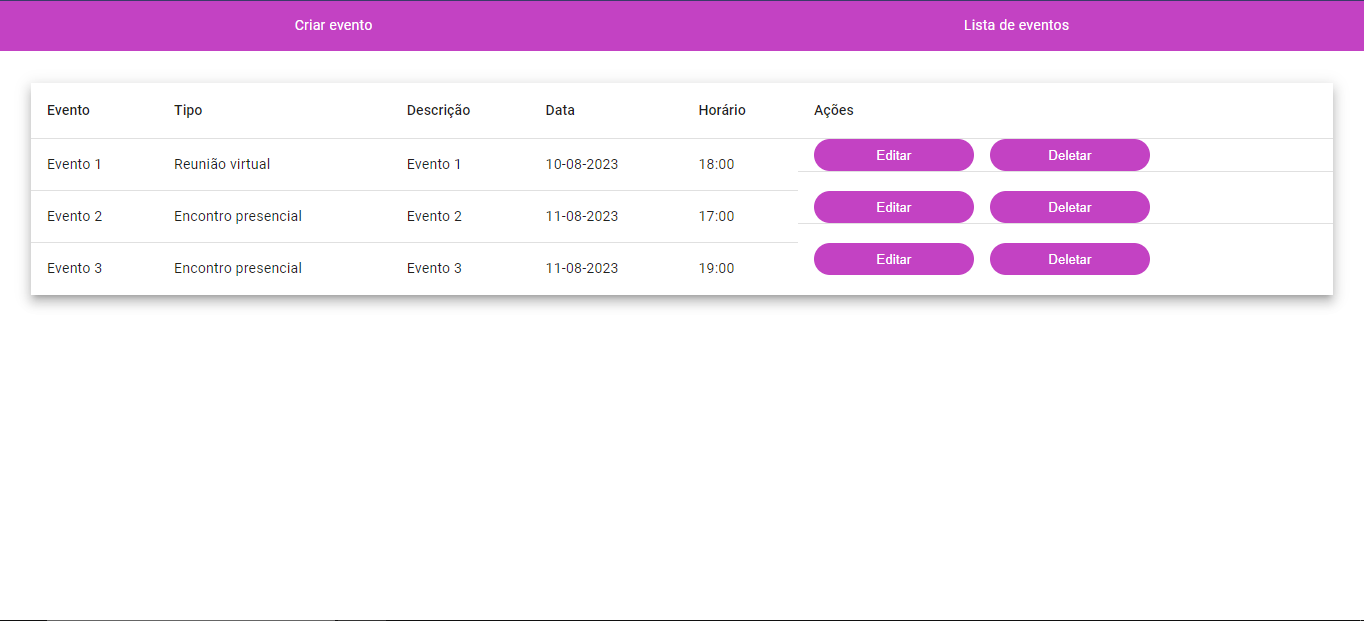 Criar evento Lista de eventos
Evento Tipo Descrição Data Horário Ações
Evento 1 Reunião virtual Evento 1 10-08-2023 18:00 Editar Deletar
Evento 2 Encontro presencial Evento 2 11-08-2023 17:00 Editar Deletar
Evento 3 Encontro presencial Evento 3 11-08-2023 19:00 Editar Deletar